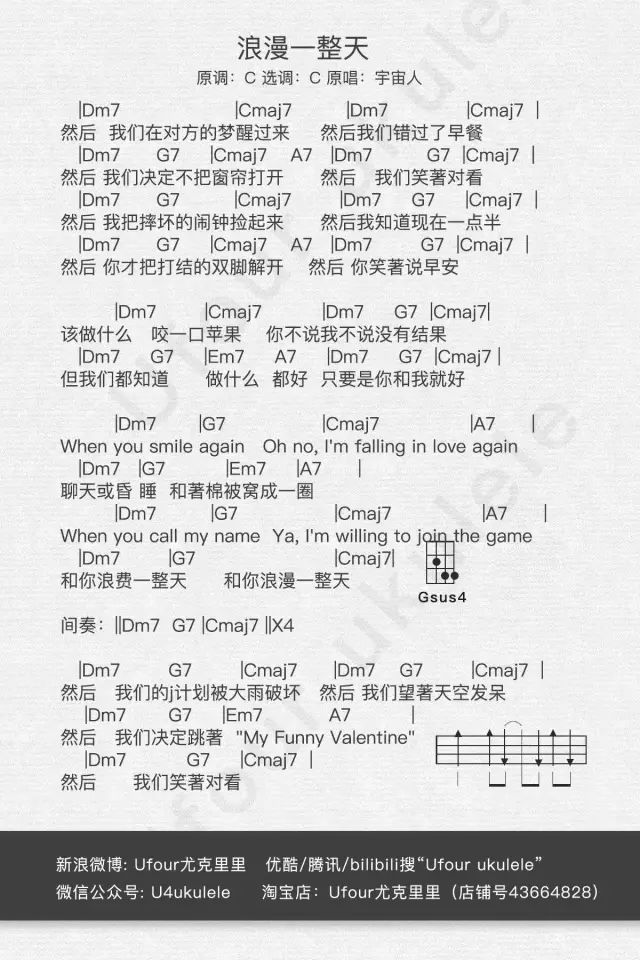 浪漫一整天
原调：C 选调：C 原唱：宇宙人
|Dm7 |Cmaj7 |Dm7 |Cmaj7 |
然后 我们在对方的梦醒过来 然后我们错过了早餐
|Dm7 G7 |Cmaj7 A7 |Dm7 G7 |Cmaj7 |
然后 我们决定不把窗帘打开 然后 我们笑著对看
|Dm7 G7 |Cmaj7 |Dm7 G7 |Cmaj7 |
然后 我把摔坏的闹钟捡起来 然后我知道现在一点半
|Dm7 G7 |Cmaj7 A7 |Dm7 G7 |Cmaj7 |
然后 你才把打结的双脚解开 然后 你笑著说早安
|Dm7 |Cmaj7 |Dm7 G7 |Cmaj7|
该做什么 咬一口苹果 你不说我不说没有结果
|Dm7 G7 |Em7 A7 |Dm7 G7 |Cmaj7 |
但我们都知道 做什么 都好 只要是你和我就好
|Dm7 |G7 |Cmaj7 |A7 |
When you smile again Oh no, I'm falling in love again
|Dm7 |G7 |Em7 |A7 |
聊天或昏 睡 和著棉被窝成一圈
|Dm7 |G7 |Cmaj7 |A7 |
When you call my name Ya, I'm willing to join the game
|Dm7 |G7 |Cmaj7|
和你浪费一整天 和你浪漫一整天
Gsus4
间奏：||Dm7 G7 |Cmaj7 ||X4
|Dm7 G7 |Cmaj7 |Dm7 G7 |Cmaj7 |
然后 我们的j计划被大雨破坏 然后 我们望著天空发呆
|Dm7 G7 |Em7 A7 |
然后 我们决定跳著 "My Funny Valentine"
|Dm7 G7 |Cmaj7 |
然后 我们笑著对看
新浪微博: Ufour尤克里里 优酷/腾讯/bilibili搜“Ufour ukulele”
微信公众号: U4ukulele 淘宝店：Ufour尤克里里（店铺号43664828）
Ufour ukulele
Ufour ukulele